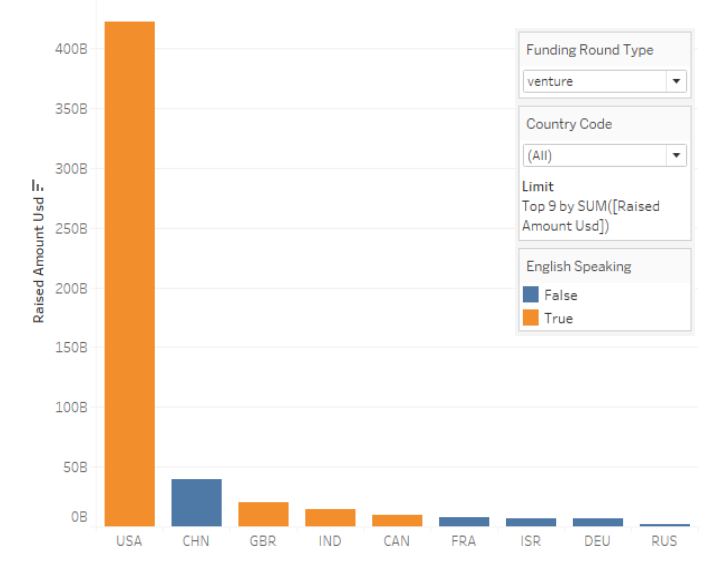 400B
350B
300B
250B
200B
150B
100B
50B
0B
Raised Amount Usd
USA CHN GBR IND CAN FRA ISR DEU RUS
Funding Round Type
venture
Country Code
(All)
Limit
Top 9 by SUM([Raised
Amount Usd])
English Speaking
False
True